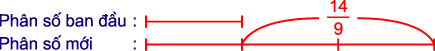 Phân số ban đầu :
14
9
Phân số mới :